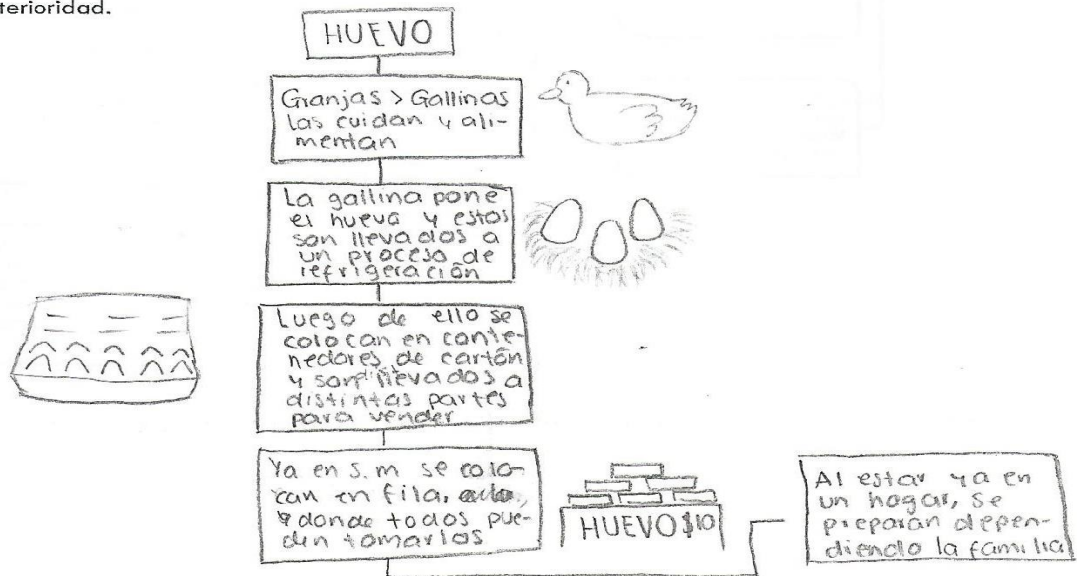 terioridad.
HUEVO
Granjas > Gallinas
las cuidan y ali-
mentan
La gallina pone
el huevo y estos
son llevados a
un proceso de
refrigeración
Luego de ello se
colocan en conte-
nedores de cartón
y son llevados a
distintas partes
para vender
Ya en s.m se colo-
can en fila,
donde todos pue-
den tomarlos
HUEVO $10
Al estar ya en
un hogar, se
preparan depen-
diendo la familia